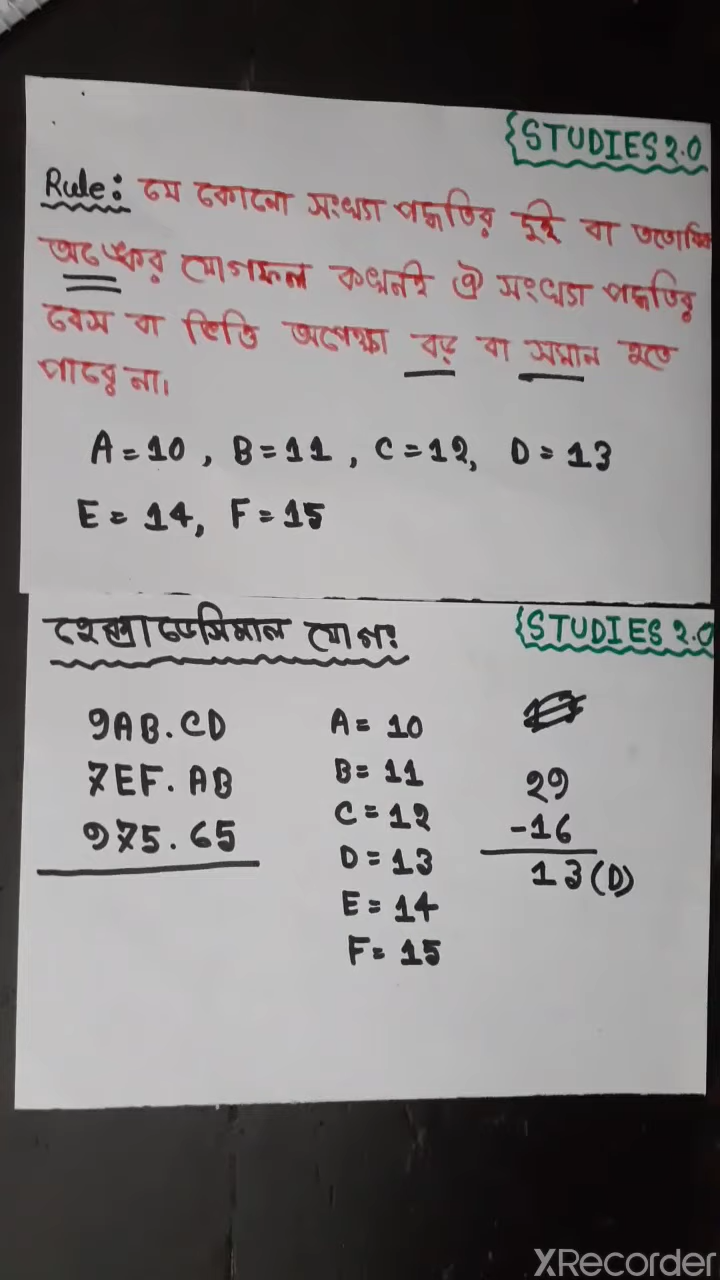 {STUDIES 2.0
Rule: যে কোনো সংখ্যা পদ্ধতির দুই বা ততোধিক
অঙ্কের যোগফল কখনই ঐ সংখ্যা পদ্ধতির
বেস বা ভিত্তি অপেক্ষা বড় বা সমান হতে
পারবে না।
A = 10 , B = 11 , C = 12, D = 13
E = 14, F = 15
হেক্সাডেসিমাল যোগঃ
{STUDIES 2.0
9AB.CD
7EF.AB
975.65
A = 10
B = 11
C = 12
D = 13
E = 14
F = 15
29
-16
13 (D)
XRecorder